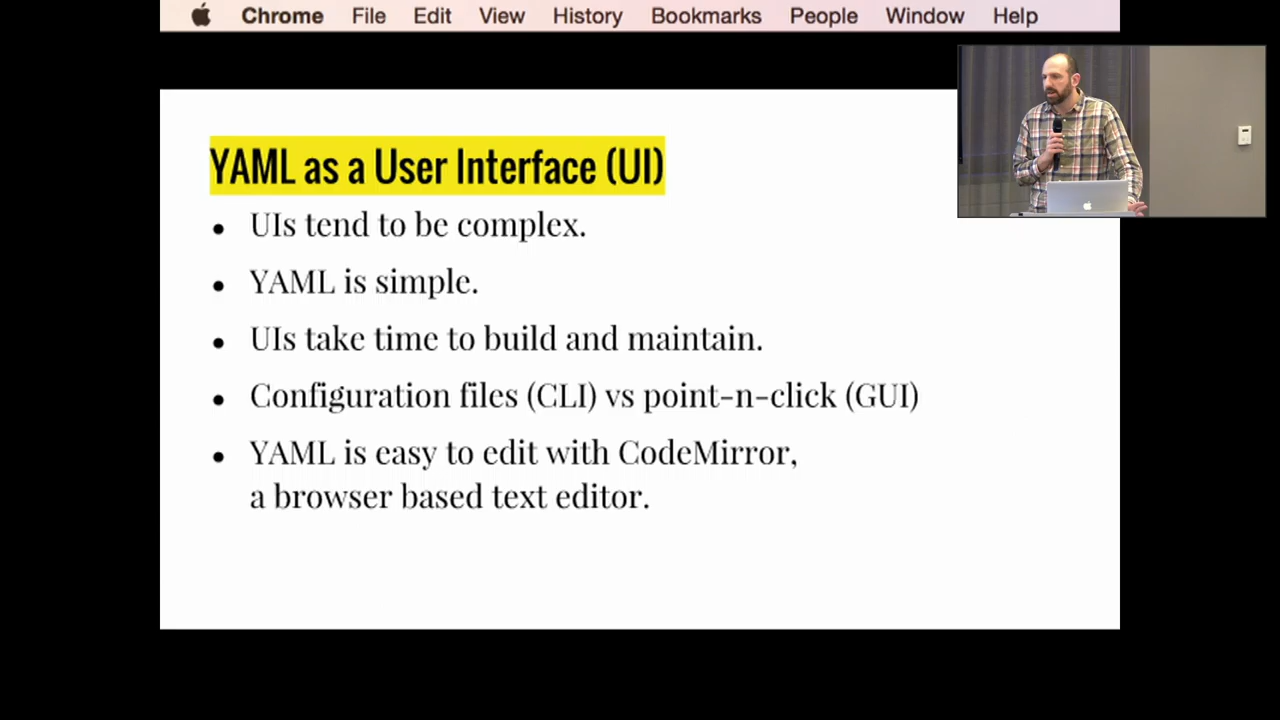 Chrome File Edit View History Bookmarks People Window Help
YAML as a User Interface (UI)
• UIs tend to be complex.
• YAML is simple.
• UIs take time to build and maintain.
• Configuration files (CLI) vs point-n-click (GUI)
• YAML is easy to edit with CodeMirror,
a browser based text editor.